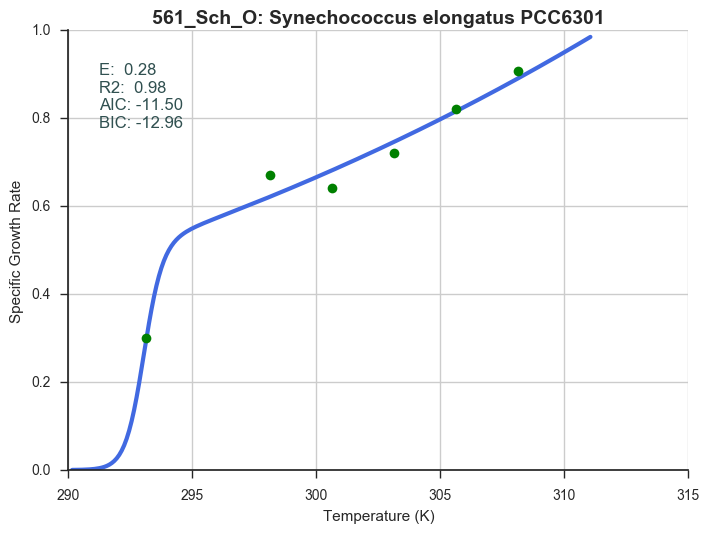 561_Sch_O: Synechococcus elongatus PCC6301
E:  0.28
R2:  0.98
AIC: -11.50
BIC: -12.96
Specific Growth Rate
1.0
0.8
0.6
0.4
0.2
0.0
290 295 300 305 310 315
Temperature (K)